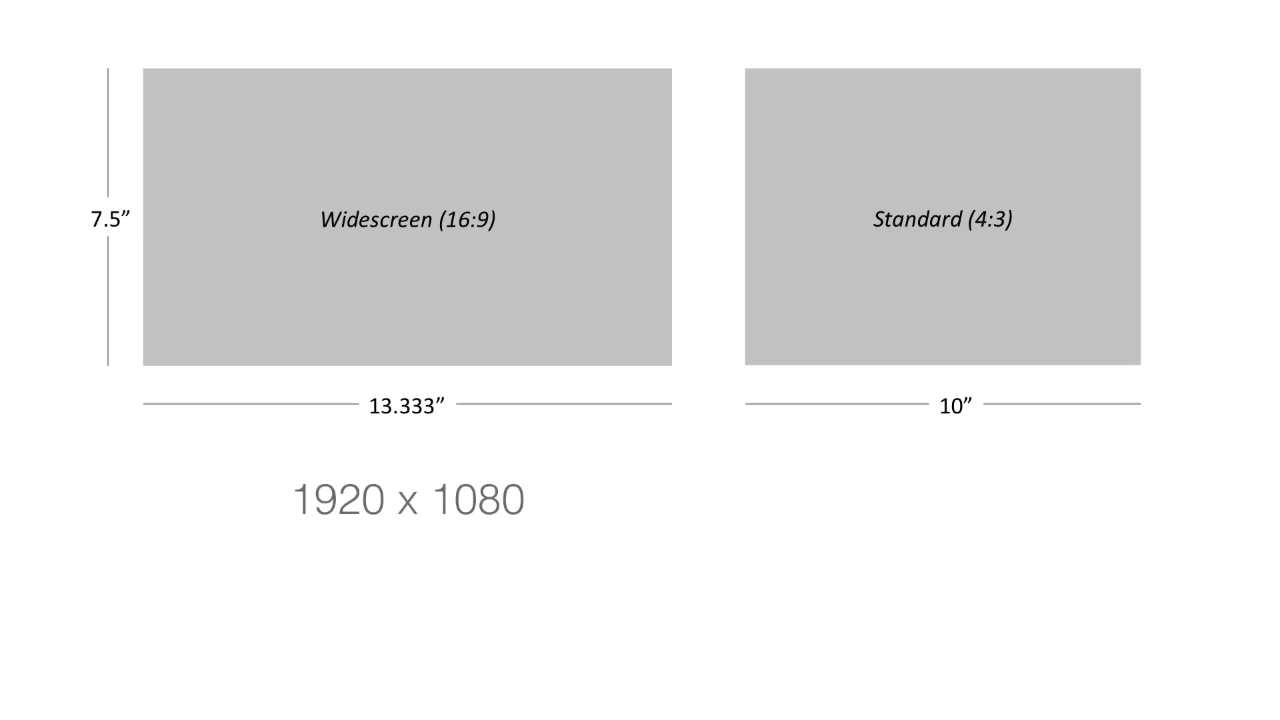 7.5”
Widescreen (16:9)
Standard (4:3)
13.333”
10”
1920 x 1080